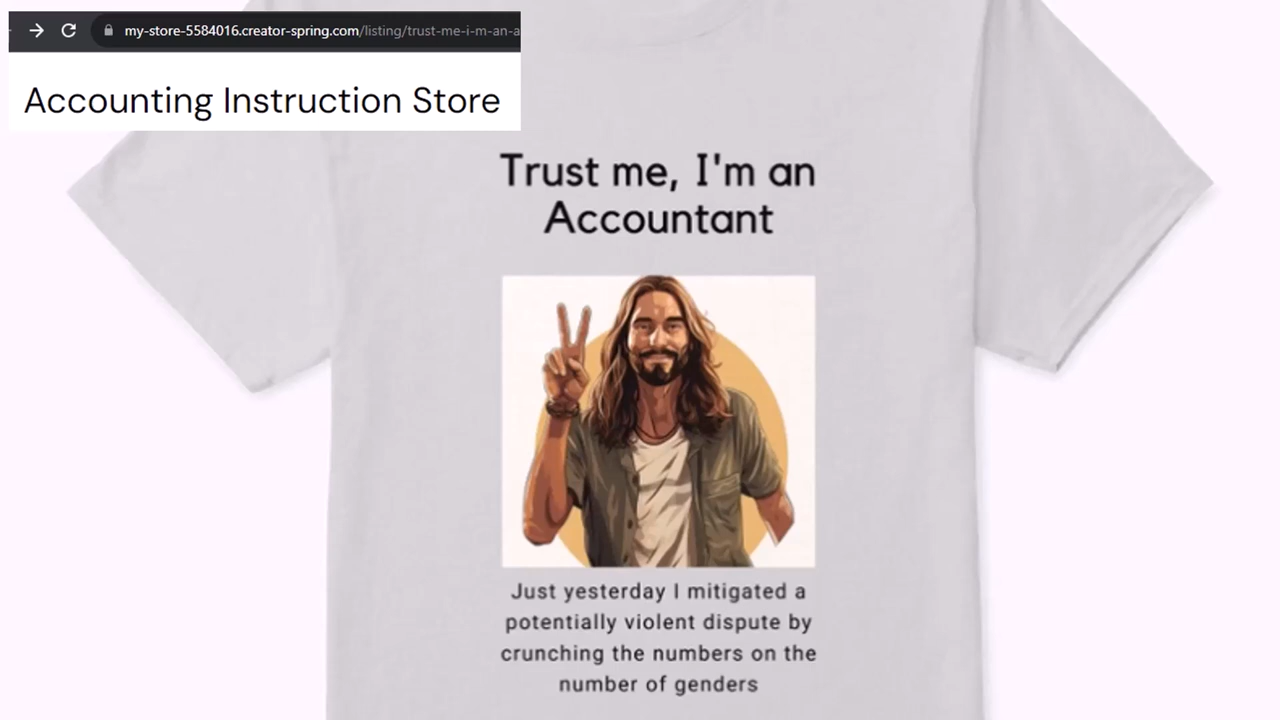 my-store-5584016.creator-spring.com/listing/trust-me-i-m-an-a
Accounting Instruction Store
Trust me, I'm an
Accountant
Just yesterday I mitigated a
potentially violent dispute by
crunching the numbers on the
number of genders